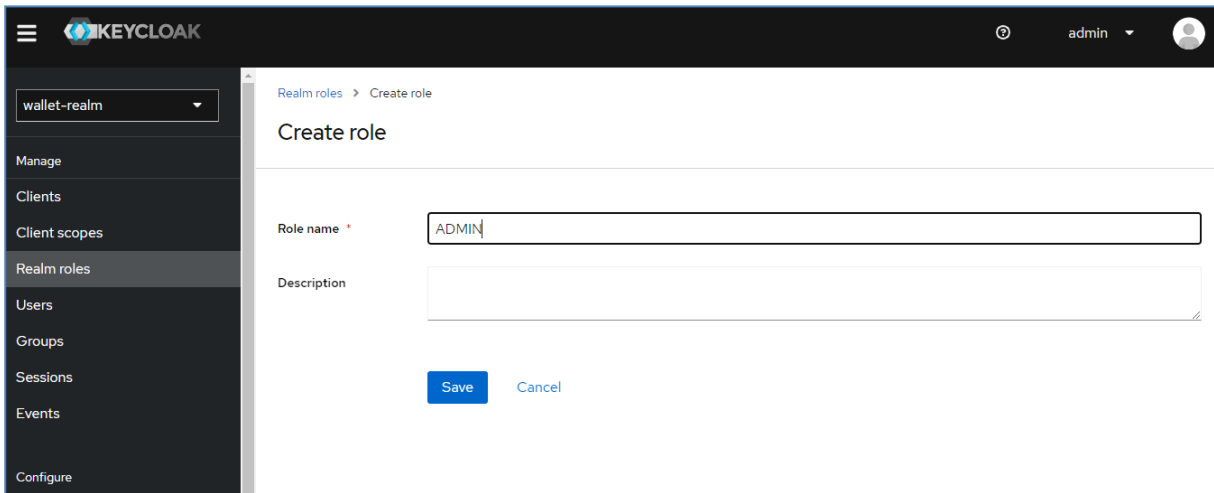 KEYCLOAK
admin
wallet-realm
Manage
Clients
Client scopes
Realm roles
Users
Groups
Sessions
Events
Configure
Realm roles > Create role
Create role
Role name *
ADMIN
Description
Save Cancel